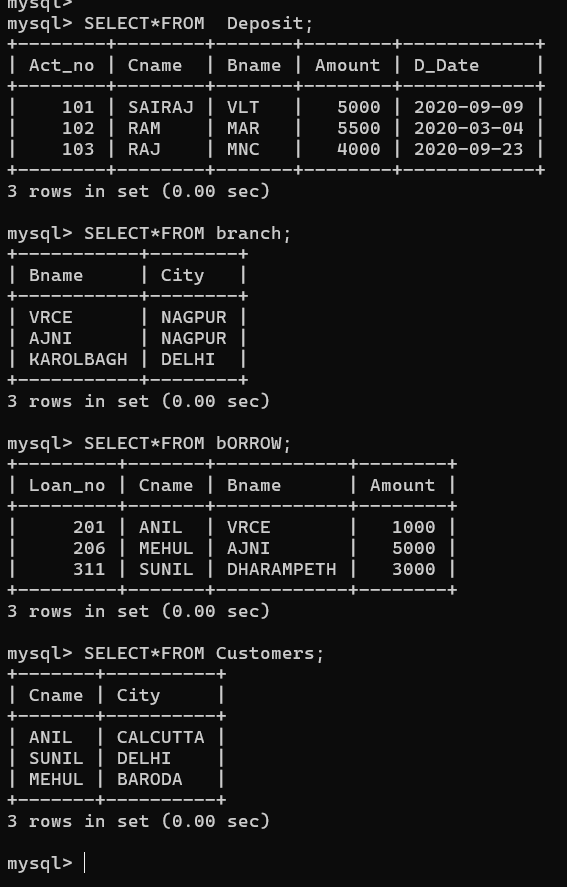 mysql>
mysql> SELECT*FROM  Deposit;
+--------+---------+-------+--------+------------+
| Act_no | Cname   | Bname | Amount | D_Date     |
+--------+---------+-------+--------+------------+
|    101 | SAIRAJ  | VLT   |   5000 | 2020-09-09 |
|    102 | RAM     | MAR   |   5500 | 2020-03-04 |
|    103 | RAJ     | MNC   |   4000 | 2020-09-23 |
+--------+---------+-------+--------+------------+
3 rows in set (0.00 sec)
mysql> SELECT*FROM branch;
+-----------+--------+
| Bname     | City   |
+-----------+--------+
| VRCE      | NAGPUR |
| AJNI      | NAGPUR |
| KAROLBAGH | DELHI  |
+-----------+--------+
3 rows in set (0.00 sec)
mysql> SELECT*FROM bORROW;
+---------+-------+------------+--------+
| Loan_no | Cname | Bname      | Amount |
+---------+-------+------------+--------+
|     201 | ANIL  | VRCE       |   1000 |
|     206 | MEHUL | AJNI       |   5000 |
|     311 | SUNIL | DHARAMPETH |   3000 |
+---------+-------+------------+--------+
3 rows in set (0.00 sec)
mysql> SELECT*FROM Customers;
+-------+----------+
| Cname | City     |
+-------+----------+
| ANIL  | CALCUTTA |
| SUNIL | DELHI    |
| MEHUL | BARODA   |
+-------+----------+
3 rows in set (0.00 sec)
mysql>